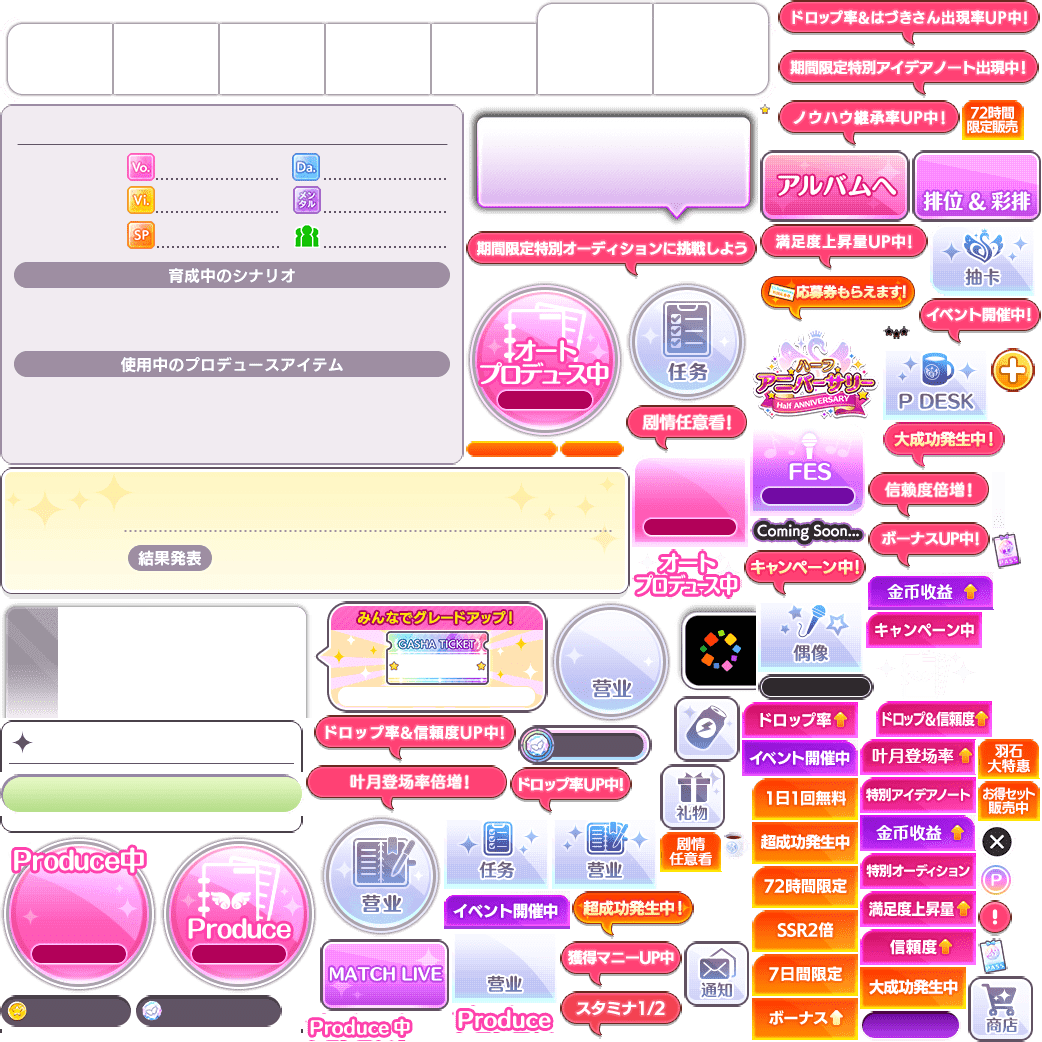 ドロップ率&はづきさん出現率UP中!
期間限定特別アイデアノート出現中!
ノウハウ継承率UP中!
72時間
限定販売
Vo.
Da.
Vi.
メン
タル
SP
アルバムへ
排位 & 彩排
期間限定特別オーディションに挑戦しよう
満足度上昇量UP中!
抽卡
育成中のシナリオ
応募券もらえます!
イベント開催中!
オート
プロデュース中
任务
使用中のプロデュースアイテム
ハーフ
アニバーサリー
Half ANNIVERSARY
P DESK
剧情任意看!
大成功発生中!
FES
信賴度倍增!
Coming Soon...
ボーナスUP中!
PASS
結果発表
オート
プロデュース中
キャンペーン中!
金币收益
キャンペーン中
みんなでグレードアップ!
GASHA TICKET
营业
偶像
ドロップ率&信頼度UP中!
ドロップ率
ドロップ&信頼度
イベント開催中
叶月登场率
羽石
大特惠
叶月登场率倍增!
ドロップ率UP中!
礼物
1日1回無料
特別アイデアノート
お得セット
販売中
Produce中
Produce
营业
任务
营业
剧情
任意看
超成功発生中
金币收益
72時間限定
特別オーディション
P
イベント開催中
超成功発生中!
SSR2倍
満足度上昇量
!
MATCH LIVE
营业
獲得マニーUP中
通知
信頼度
PASS
7日間限定
大成功発生中
Produce中
Produce
スタミナ1/2
ボーナス
商店